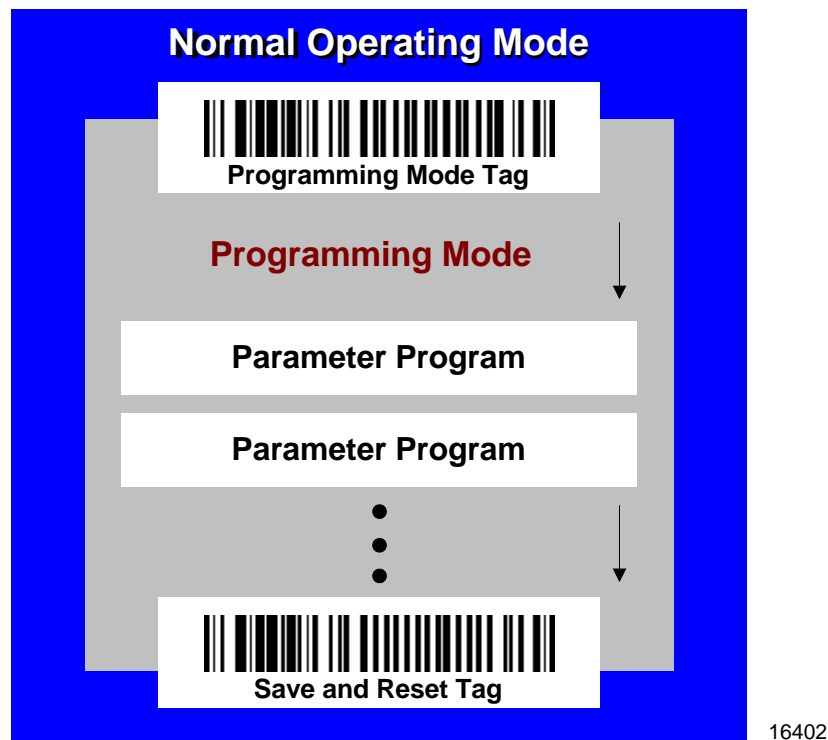 Normal Operating Mode
Programming Mode Tag
Programming Mode
Parameter Program
Parameter Program
Save and Reset Tag
16402